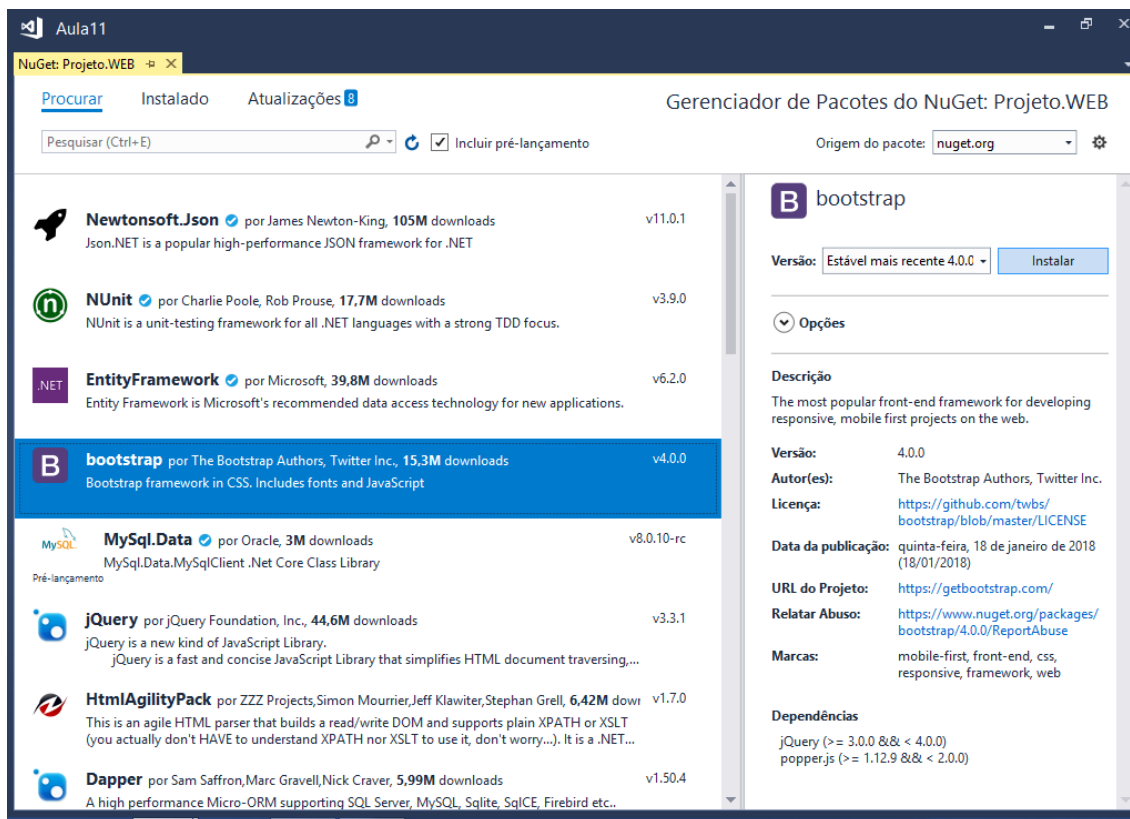 Aula11
NuGet: Projeto.WEB
Procurar Instalado Atualizações 8
Gerenciador de Pacotes do NuGet: Projeto.WEB
Pesquisar (Ctrl+E)
Incluir pré-lançamento
Origem do pacote: nuget.org
Newtonsoft.Json por James Newton-King, 105M downloads v11.0.1
Json.NET is a popular high-performance JSON framework for .NET
NUnit por Charlie Poole, Rob Prouse, 17,7M downloads v3.9.0
NUnit is a unit-testing framework for all .NET languages with a strong TDD focus.
.NET
EntityFramework por Microsoft, 39,8M downloads v6.2.0
Entity Framework is Microsoft's recommended data access technology for new applications.
B
bootstrap por The Bootstrap Authors, Twitter Inc., 15,3M downloads v4.0.0
Bootstrap framework in CSS. Includes fonts and JavaScript
MySQL
MySql.Data por Oracle, 3M downloads v8.0.10-rc
MySql.Data.MySqlClient .Net Core Class Library
Pré-lançamento
jQuery por jQuery Foundation, Inc., 44,6M downloads v3.3.1
jQuery is a new kind of JavaScript Library.
jQuery is a fast and concise JavaScript Library that simplifies HTML document traversing,...
HtmlAgilityPack por ZZZ Projects,Simon Mourrier,Jeff Klawiter,Stephan Grell, 6,42M dowr v1.7.0
This is an agile HTML parser that builds a read/write DOM and supports plain XPATH or XSLT
(you actually don't HAVE to understand XPATH nor XSLT to use it, don't worry...). It is a .NET...
Dapper por Sam Saffron,Marc Gravell,Nick Craver, 5,99M downloads v1.50.4
A high performance Micro-ORM supporting SQL Server, MySQL, Sqlite, SqlCE, Firebird etc..
B
bootstrap
Versão: Estável mais recente 4.0.0 Instalar
Opções
Descrição
The most popular front-end framework for developing
responsive, mobile first projects on the web.
Versão: 4.0.0
Autor(es): The Bootstrap Authors, Twitter Inc.
Licença: https://github.com/twbs/
bootstrap/blob/master/LICENSE
Data da publicação: quinta-feira, 18 de janeiro de 2018
(18/01/2018)
URL do Projeto: https://getbootstrap.com/
Relatar Abuso: https://www.nuget.org/packages/
bootstrap/4.0.0/ReportAbuse
Marcas: mobile-first, front-end, css,
responsive, framework, web
Dependências
jQuery (>= 3.0.0 && < 4.0.0)
popper.js (>= 1.12.9 && < 2.0.0)